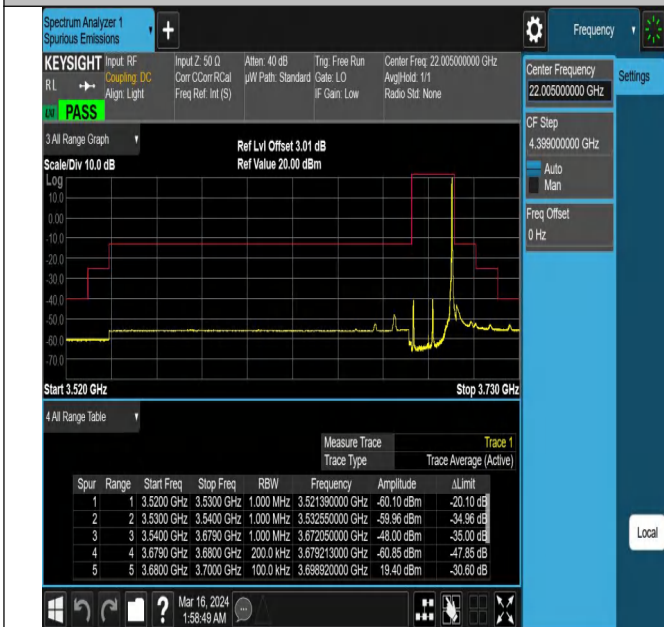 Spectrum Analyzer 1
Spurious Emissions
Frequency
KEYSIGHT
RL
PASS
Input: RF
Coupling: DC
Align: Light
Input Z: 50 Ω
Corr CCorr RCal
Freq Ref: Int (S)
Atten: 40 dB
µW Path: Standard
Trig: Free Run
Gate: LO
IF Gain: Low
Center Freq: 22.005000000 GHz
Avg|Hold: 1/1
Radio Std: None
Center Frequency
22.005000000 GHz
Settings
CF Step
4.399000000 GHz
Auto
Man
Freq Offset
0 Hz
Local
3 All Range Graph
Scale/Div 10.0 dB
Ref Lvl Offset 3.01 dB
Ref Value 20.00 dBm
Log
10.0
0.00
-10.0
-20.0
-30.0
-40.0
-50.0
-60.0
-70.0
Start 3.520 GHz
Stop 3.730 GHz
4 All Range Table
Measure Trace Trace 1
Trace Type Trace Average (Active)
Spur Range Start Freq Stop Freq RBW Frequency Amplitude ΔLimit
1 1 3.5200 GHz 3.5300 GHz 1.000 MHz 3.521390000 GHz -60.10 dBm -20.10 dB
2 2 3.5300 GHz 3.5400 GHz 1.000 MHz 3.532550000 GHz -59.96 dBm -34.96 dB
3 3 3.5400 GHz 3.6790 GHz 1.000 MHz 3.672050000 GHz -48.00 dBm -35.00 dB
4 4 3.6790 GHz 3.6800 GHz 200.0 kHz 3.679213000 GHz -60.85 dBm -47.85 dB
5 5 3.6800 GHz 3.7000 GHz 100.0 kHz 3.698920000 GHz 19.40 dBm -30.60 dB
Mar 16, 2024
1:58:49 AM